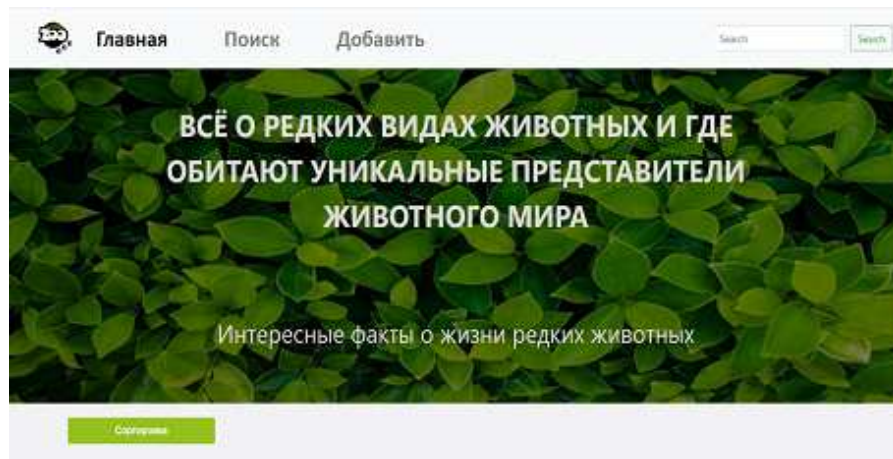 Главная Поиск Добавить Search Search
ВСЁ О РЕДКИХ ВИДАХ ЖИВОТНЫХ И ГДЕ
ОБИТАЮТ УНИКАЛЬНЫЕ ПРЕДСТАВИТЕЛИ
ЖИВОТНОГО МИРА
Интересные факты о жизни редких животных
Сортировка